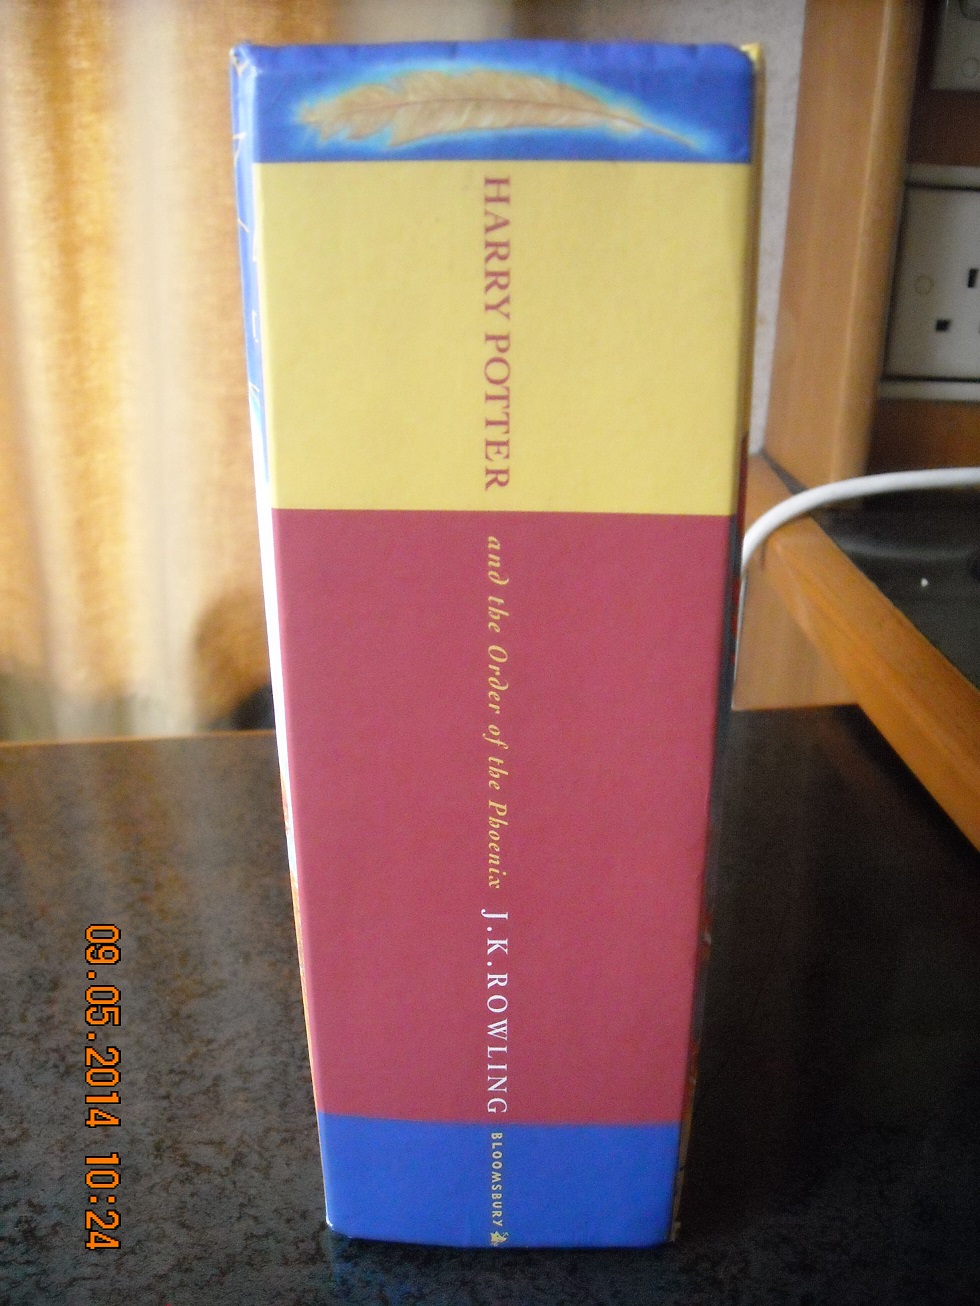 HARRY POTTER and the Order of the Phoenix J.K.ROWLING BLOOMSBURY
09.05.2014 10:24